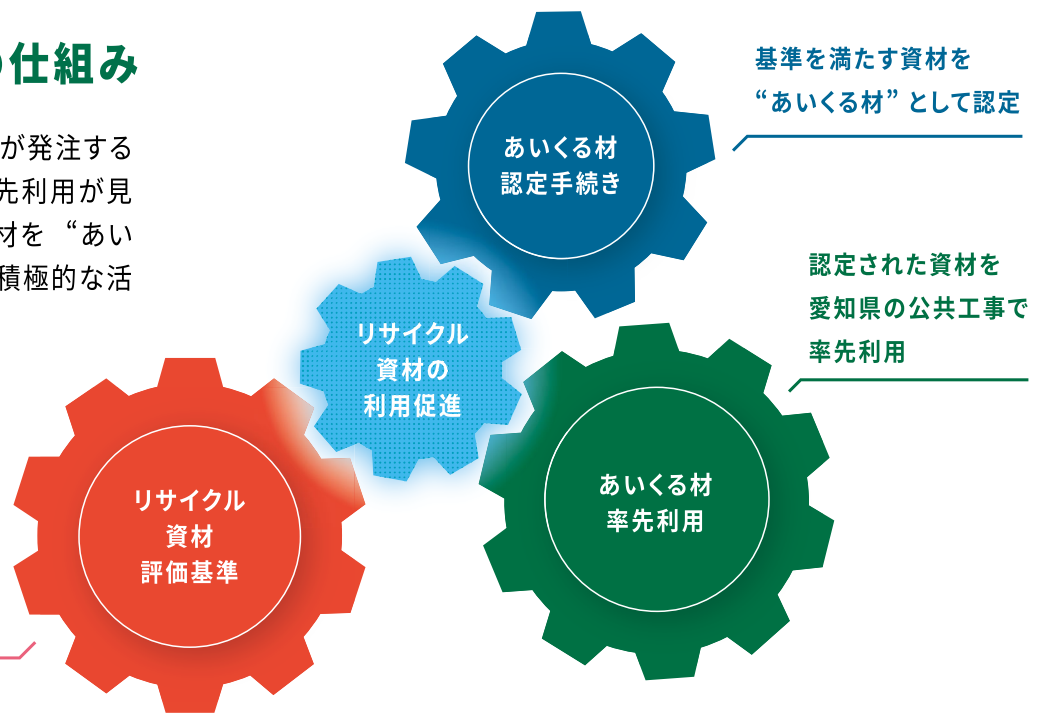 の仕組み
が発注する
先利用が見
材を “あい
積極的な活
あいくる材
認定手続き
基準を満たす資材を
“あいくる材” として認定
リサイクル
資材の
利用促進
認定された資材を
愛知県の公共工事で
率先利用
リサイクル
資材
評価基準
あいくる材
率先利用